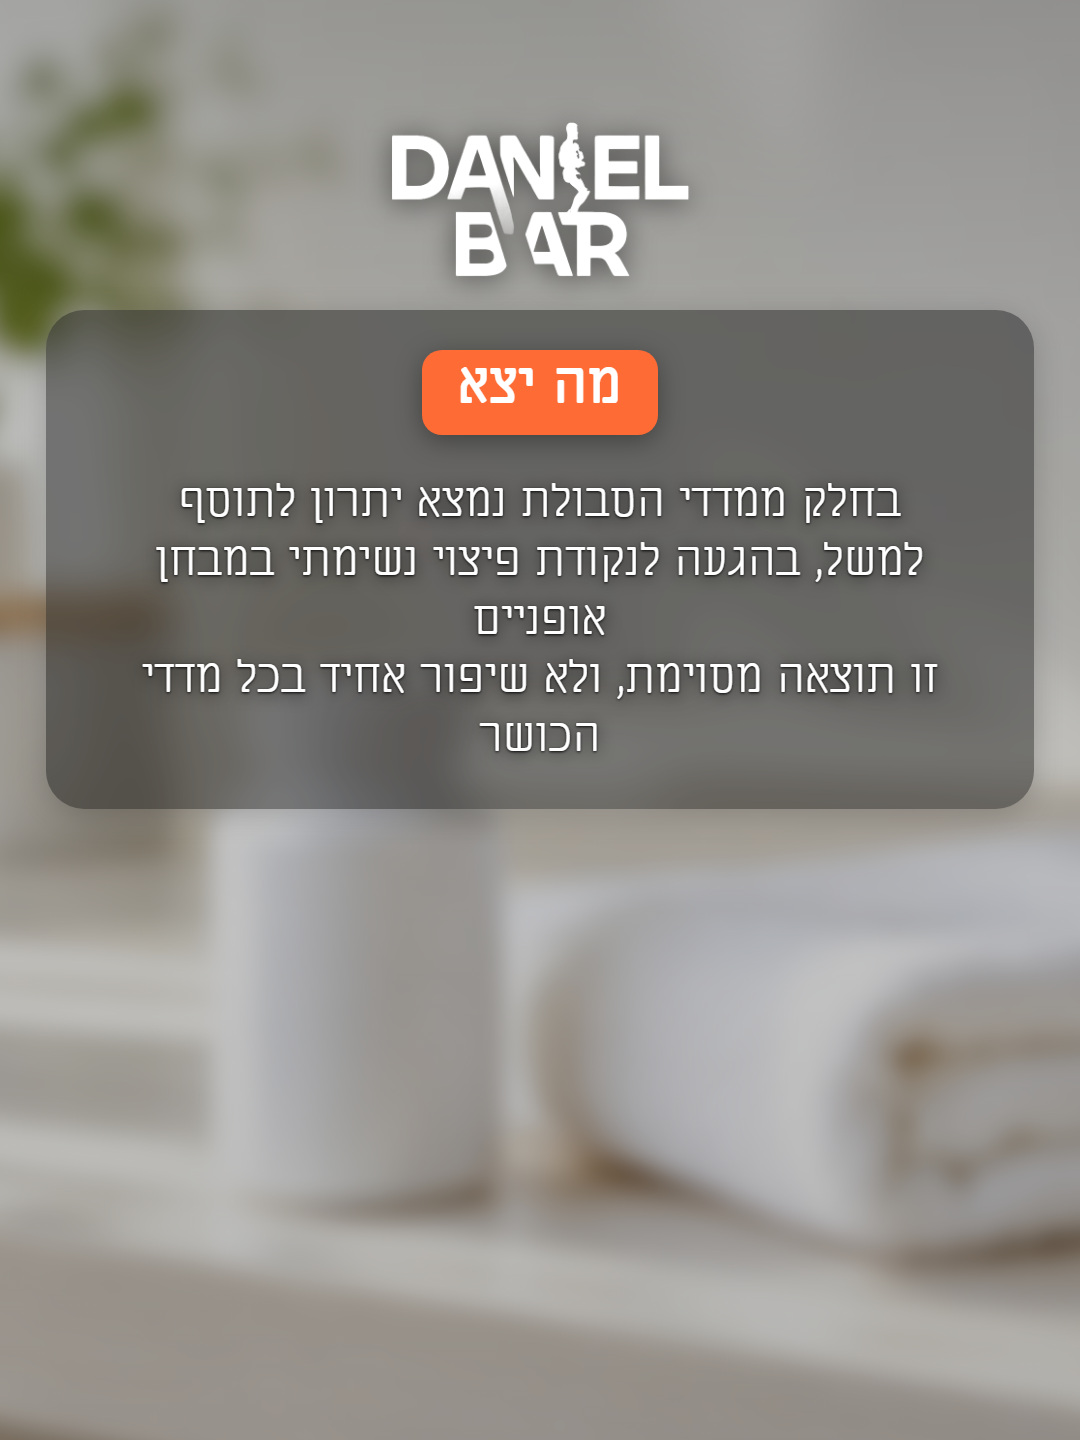 DANIEL
BAR
מה יצא
בחלק ממדדי הסבולת נמצא יתרון לתוסף
למשל, בהגעה לנקודת פיצוי נשימתי במבחן
אופניים
זו תוצאה מסוימת, ולא שיפור אחיד בכל מדדי
הכושר